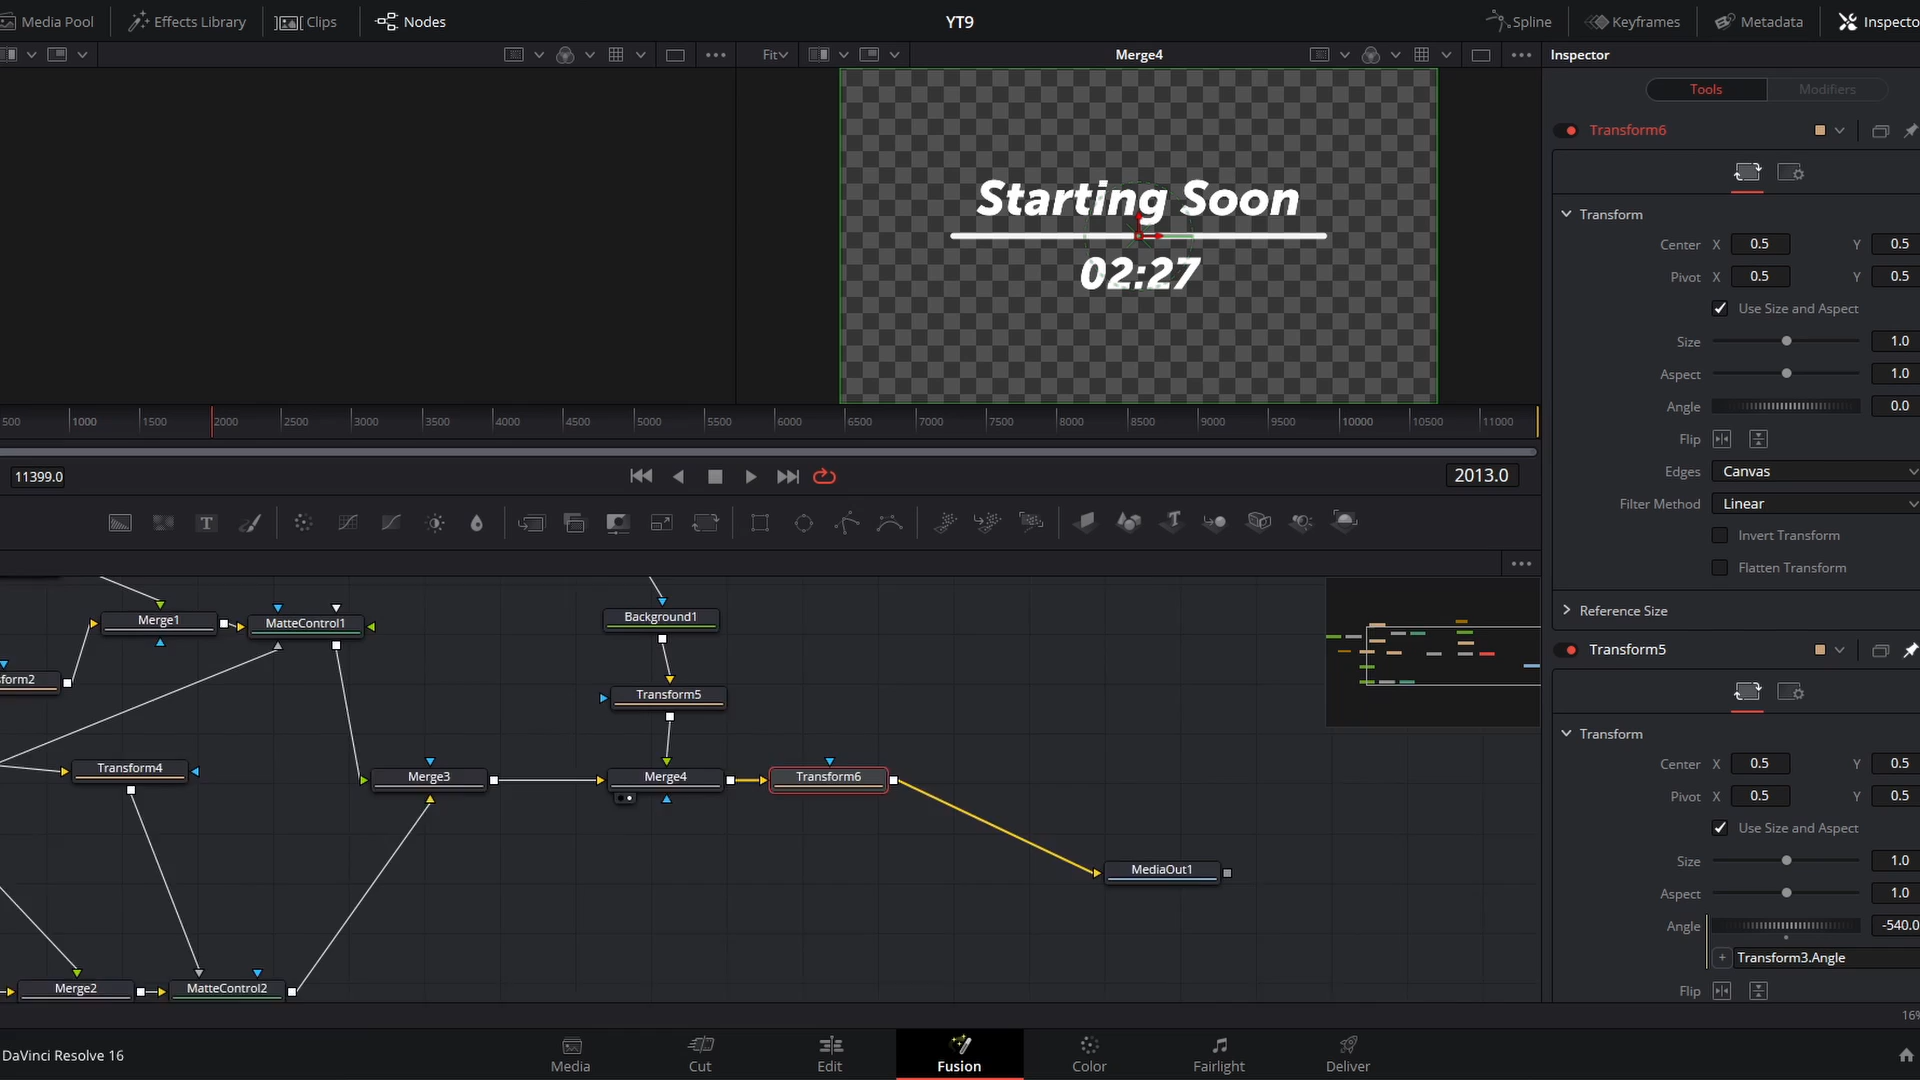 Media Pool
Effects Library
Clips
Nodes
YT9
Spline
Keyframes
Metadata
Inspecto
Fit
Merge4
Inspector
Tools
Modifiers
Transform6
Starting Soon
02:27
Transform
Center X 0.5 Y 0.5
Pivot X 0.5 Y 0.5
Use Size and Aspect
Size 1.0
Aspect 1.0
Angle 0.0
Flip
Edges Canvas
Filter Method Linear
Invert Transform
Flatten Transform
Reference Size
500 1000 1500 2000 2500 3000 3500 4000 4500 5000 5500 6000 6500 7000 7500 8000 8500 9000 9500 10000 10500 11000
11399.0
2013.0
T
Merge1
MatteControl1
Background1
sform2
Transform5
Transform4
Merge3
Merge4
Transform6
MediaOut1
Merge2
MatteControl2
Transform5
Transform
Center X 0.5 Y 0.5
Pivot X 0.5 Y 0.5
Use Size and Aspect
Size 1.0
Aspect 1.0
Angle -540.0
+ Transform3.Angle
Flip
16%
DaVinci Resolve 16
Media
Cut
Edit
Fusion
Color
Fairlight
Deliver